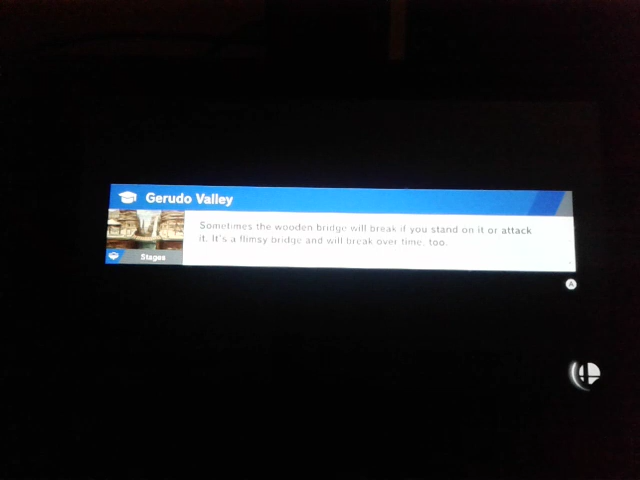 Gerudo Valley
Sometimes the wooden bridge will break if you stand on it or attack
it. It's a flimsy bridge and will break over time, too.
Stages
A